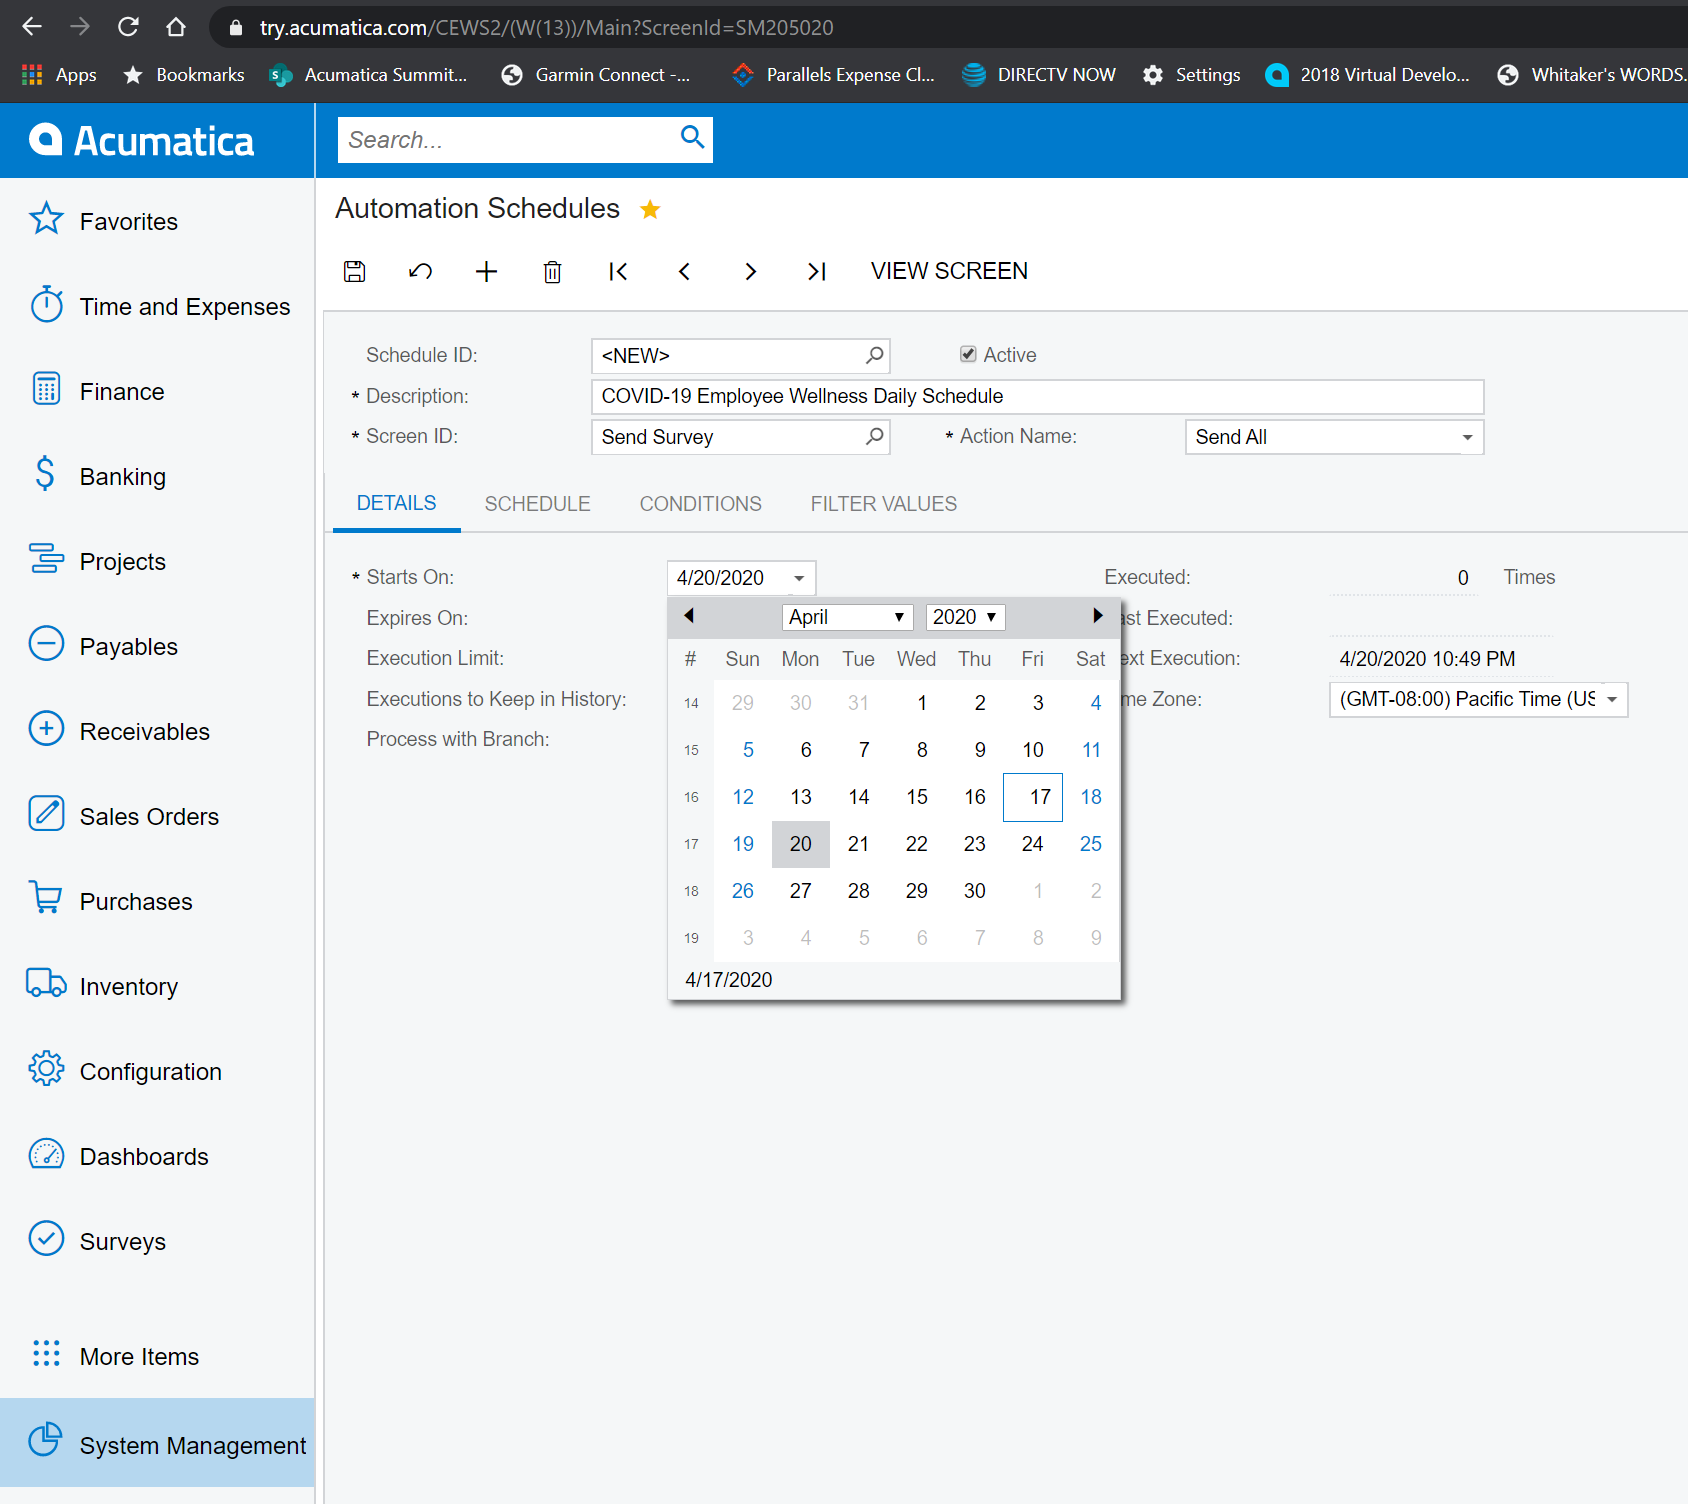 try.acumatica.com/CEWS2/(W(13))/Main?ScreenId=SM205020
Apps Bookmarks Acumatica Summit... Garmin Connect -... Parallels Expense Cl... DIRECTV NOW Settings 2018 Virtual Develo... Whitaker's WORDS.
Acumatica
Search...
Favorites
Time and Expenses
Finance
Banking
Projects
Payables
Receivables
Sales Orders
Purchases
Inventory
Configuration
Dashboards
Surveys
More Items
System Management
Automation Schedules
VIEW SCREEN
Schedule ID: <NEW> Active
* Description: COVID-19 Employee Wellness Daily Schedule
* Screen ID: Send Survey * Action Name: Send All
DETAILS SCHEDULE CONDITIONS FILTER VALUES
* Starts On: 4/20/2020
Expires On:
Execution Limit:
Executions to Keep in History:
Process with Branch:
April 2020
# Sun Mon Tue Wed Thu Fri Sat
14 29 30 31 1 2 3 4
15 5 6 7 8 9 10 11
16 12 13 14 15 16 17 18
17 19 20 21 22 23 24 25
18 26 27 28 29 30 1 2
19 3 4 5 6 7 8 9
4/17/2020
Executed: 0 Times
ast Executed:
ext Execution: 4/20/2020 10:49 PM
me Zone: (GMT-08:00) Pacific Time (US